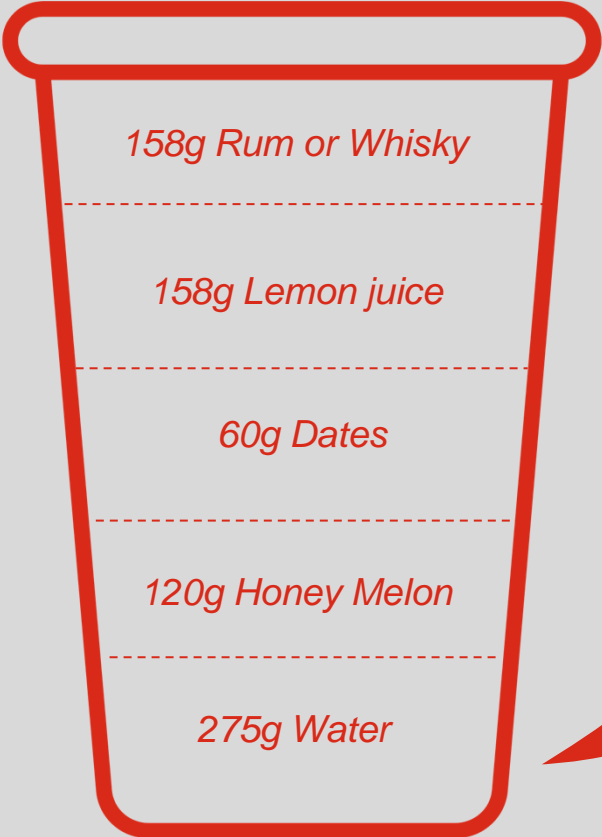 158g Rum or Whisky
158g Lemon juice
60g Dates
120g Honey Melon
275g Water